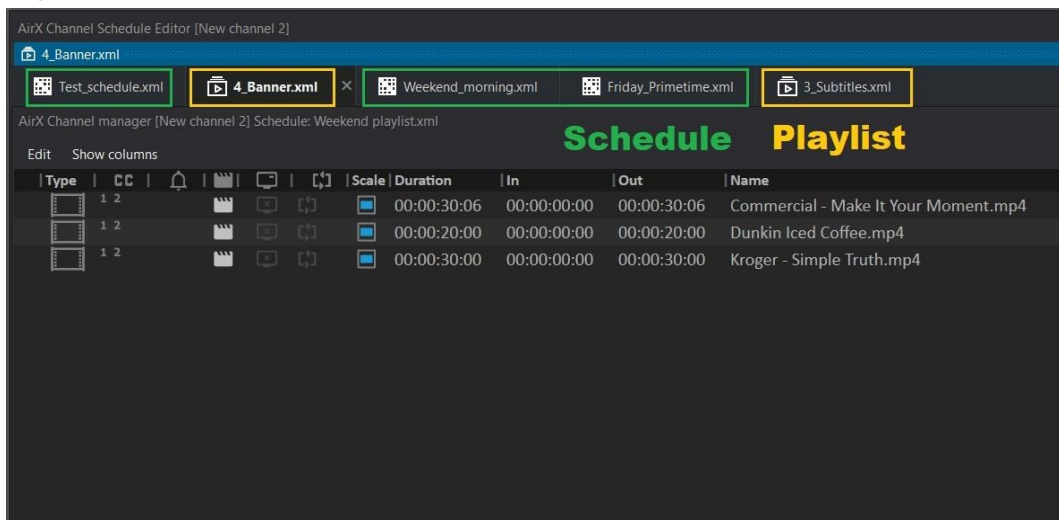 AirX Channel Schedule Editor [New channel 2]
4_Banner.xml
Test_schedule.xml 4_Banner.xml × Weekend_morning.xml Friday_Primetime.xml 3_Subtitles.xml
AirX Channel manager [New channel 2] Schedule: Weekend playlist.xml
Schedule Playlist
Edit Show columns
Type CC Scale Duration In Out Name
1 2 00:00:30:06 00:00:00:00 00:00:30:06 Commercial - Make It Your Moment.mp4
1 2 00:00:20:00 00:00:00:00 00:00:20:00 Dunkin Iced Coffee.mp4
1 2 00:00:30:00 00:00:00:00 00:00:30:00 Kroger - Simple Truth.mp4